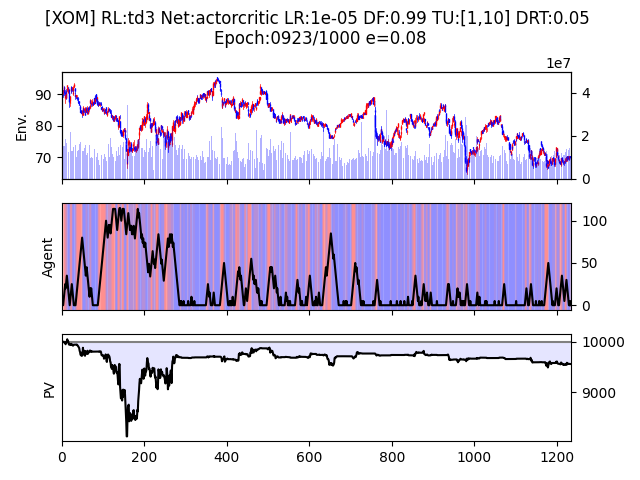 [XOM] RL:td3 Net:actorcritic LR:1e-05 DF:0.99 TU:[1,10] DRT:0.05
Epoch:0923/1000 e=0.08
1e7
90
80
70
Env.
4
2
0
Agent
100
50
0
PV
10000
9000
0 200 400 600 800 1000 1200